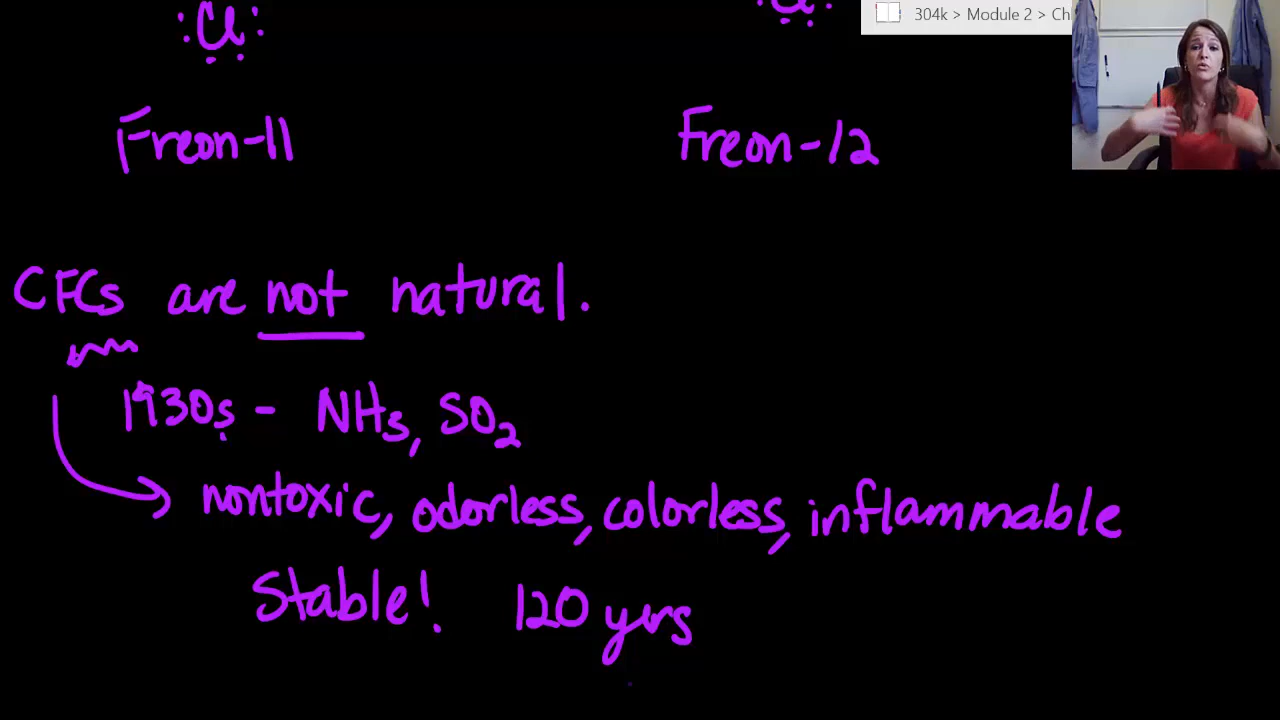 :Cl:
Cl
304k > Module 2 > Ch
Freon-11
Freon-12
CFCs are not natural.
1930s - NH3, SO2
nontoxic, odorless, colorless, inflammable
Stable! 120 yrs